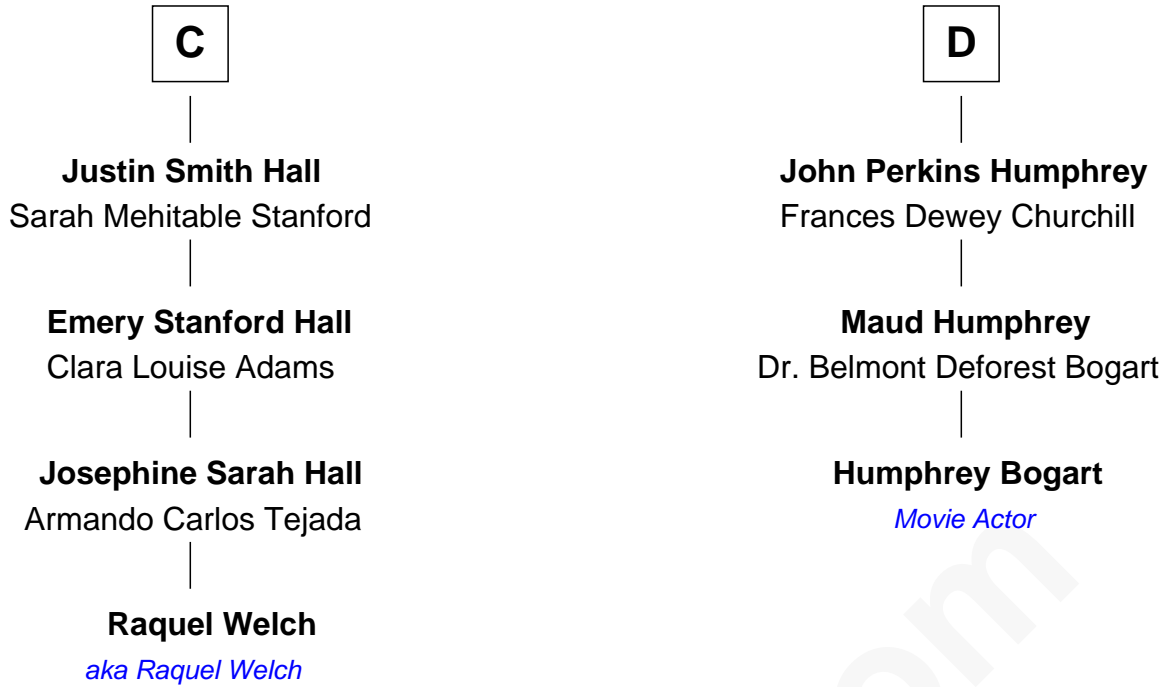 C
Justin Smith Hall
Sarah Mehitable Stanford
Emery Stanford Hall
Clara Louise Adams
Josephine Sarah Hall
Armando Carlos Tejada
Raquel Welch
aka Raquel Welch
D
John Perkins Humphrey
Frances Dewey Churchill
Maud Humphrey
Dr. Belmont Deforest Bogart
Humphrey Bogart
Movie Actor
om